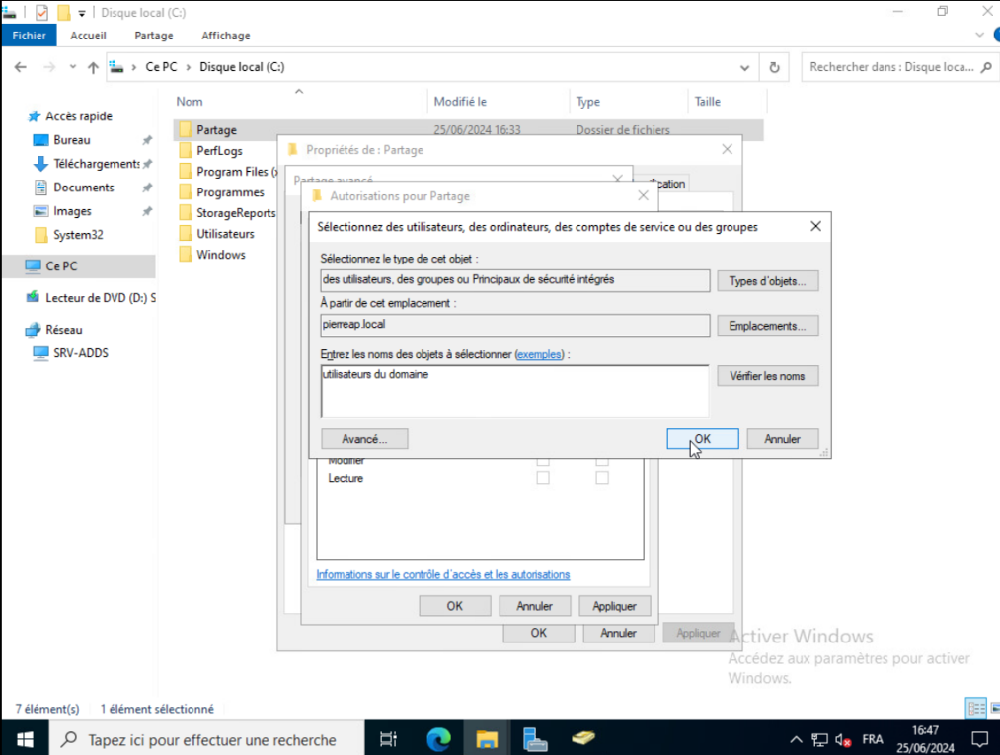 Disque local (C:)
Fichier Accueil Partage Affichage
Ce PC > Disque local (C:)
Rechercher dans : Disque loca...
Nom Modifié le Type Taille
Accès rapide
Bureau
Téléchargements
Documents
Images
System32
Ce PC
Lecteur de DVD (D:) S
Réseau
SRV-ADDS
Partage 25/06/2024 16:33 Dossier de fichiers
PerfLogs
Program Files (x
Programmes
StorageReports
Utilisateurs
Windows
Propriétés de : Partage
Partage avancé
fication
Autorisations pour Partage
Sélectionnez des utilisateurs, des ordinateurs, des comptes de service ou des groupes
Sélectionnez le type de cet objet :
des utilisateurs, des groupes ou Principaux de sécurité intégrés
Types d'objets...
À partir de cet emplacement :
pierreap.local
Emplacements...
Entrez les noms des objets à sélectionner (exemples) :
utilisateurs du domaine
Vérifier les noms
Avancé... OK Annuler
Modifier
Lecture
Informations sur le contrôle d'accès et les autorisations
OK Annuler Appliquer
OK Annuler Appliquer
Activer Windows
Accédez aux paramètres pour activer
Windows.
7 élément(s) 1 élément sélectionné
Tapez ici pour effectuer une recherche
FRA
16:47
25/06/2024